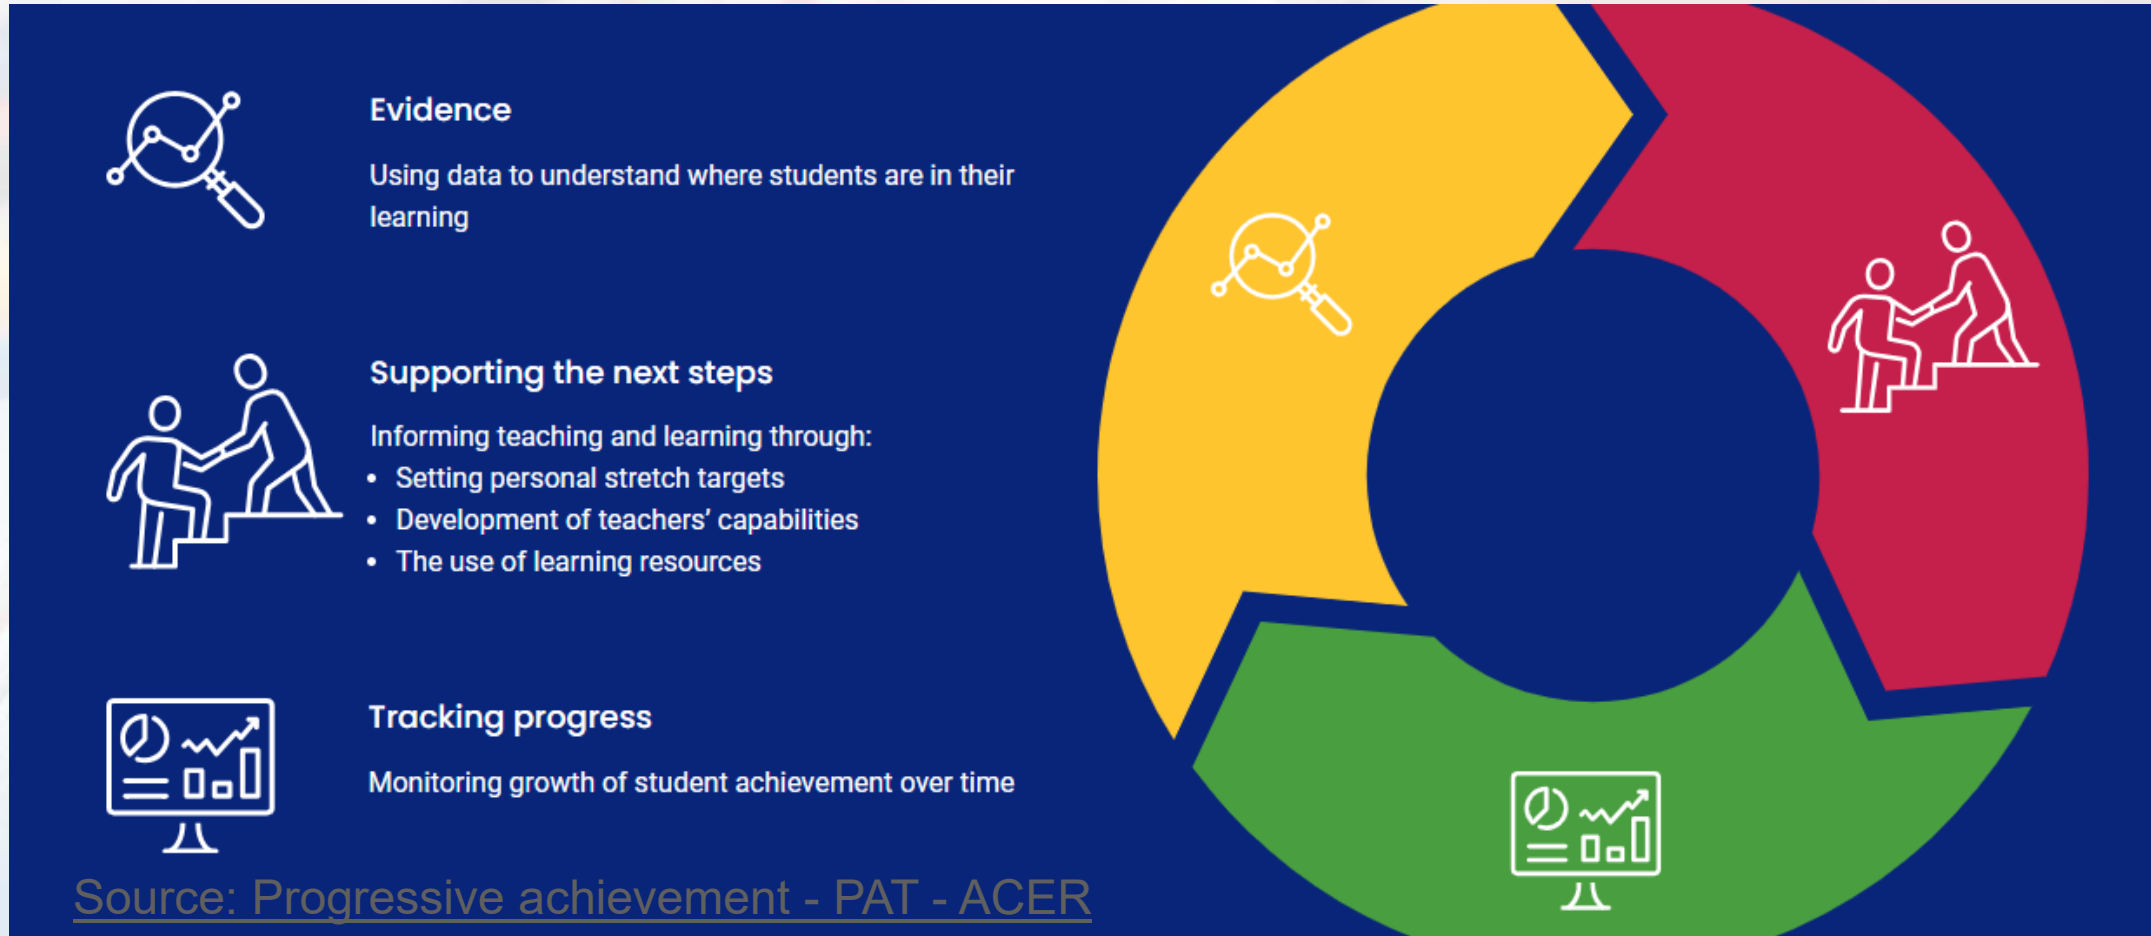 Evidence
Using data to understand where students are in their
learning
Supporting the next steps
Informing teaching and learning through:
• Setting personal stretch targets
• Development of teachers’ capabilities
• The use of learning resources
Tracking progress
Monitoring growth of student achievement over time
Source: Progressive achievement - PAT - ACER